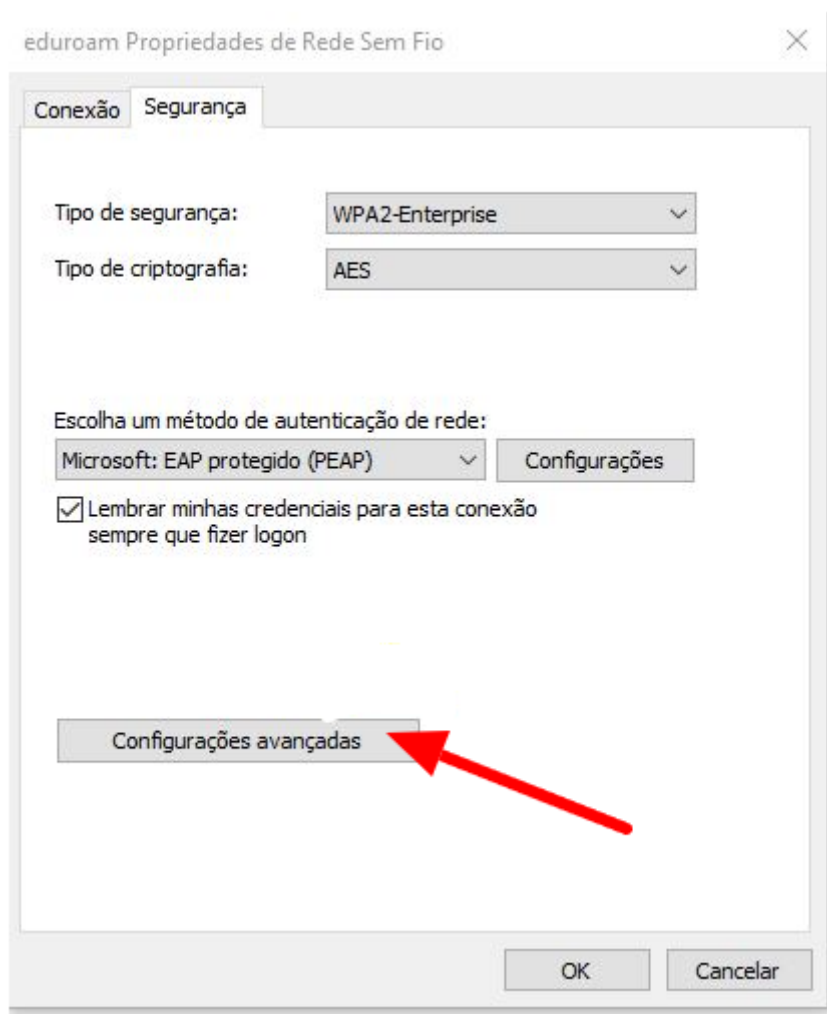 eduroam Propriedades de Rede Sem Fio
Conexão
Segurança
Tipo de segurança:
WPA2-Enterprise
Tipo de criptografia:
AES
Escolha um método de autenticação de rede:
Microsoft: EAP protegido (PEAP)
Configurações
Lembrar minhas credenciais para esta conexão
sempre que fizer logon
Configurações avançadas
OK
Cancelar